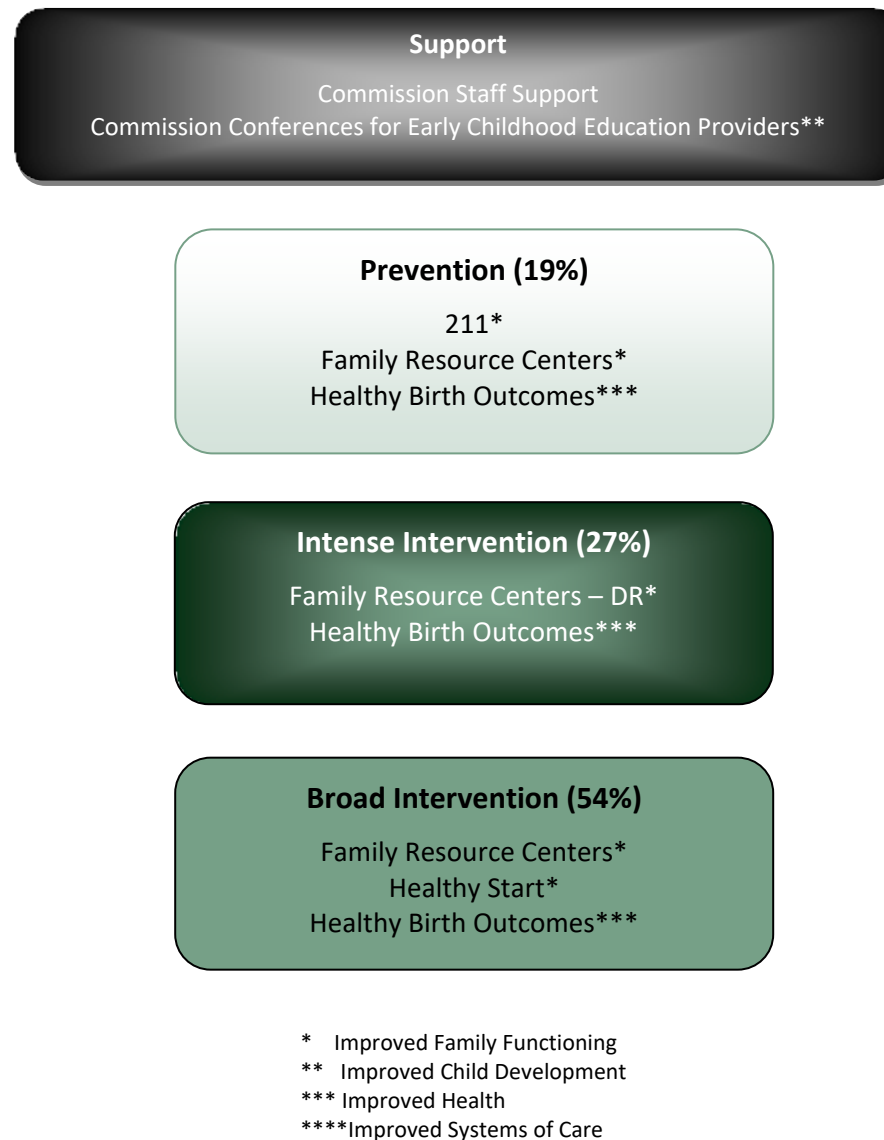 Support
Commission Staff Support
Commission Conferences for Early Childhood Education Providers**
Prevention (19%)
211*
Family Resource Centers*
Healthy Birth Outcomes***
Intense Intervention (27%)
Family Resource Centers – DR*
Healthy Birth Outcomes***
Broad Intervention (54%)
Family Resource Centers*
Healthy Start*
Healthy Birth Outcomes***
* Improved Family Functioning
** Improved Child Development
*** Improved Health
****Improved Systems of Care